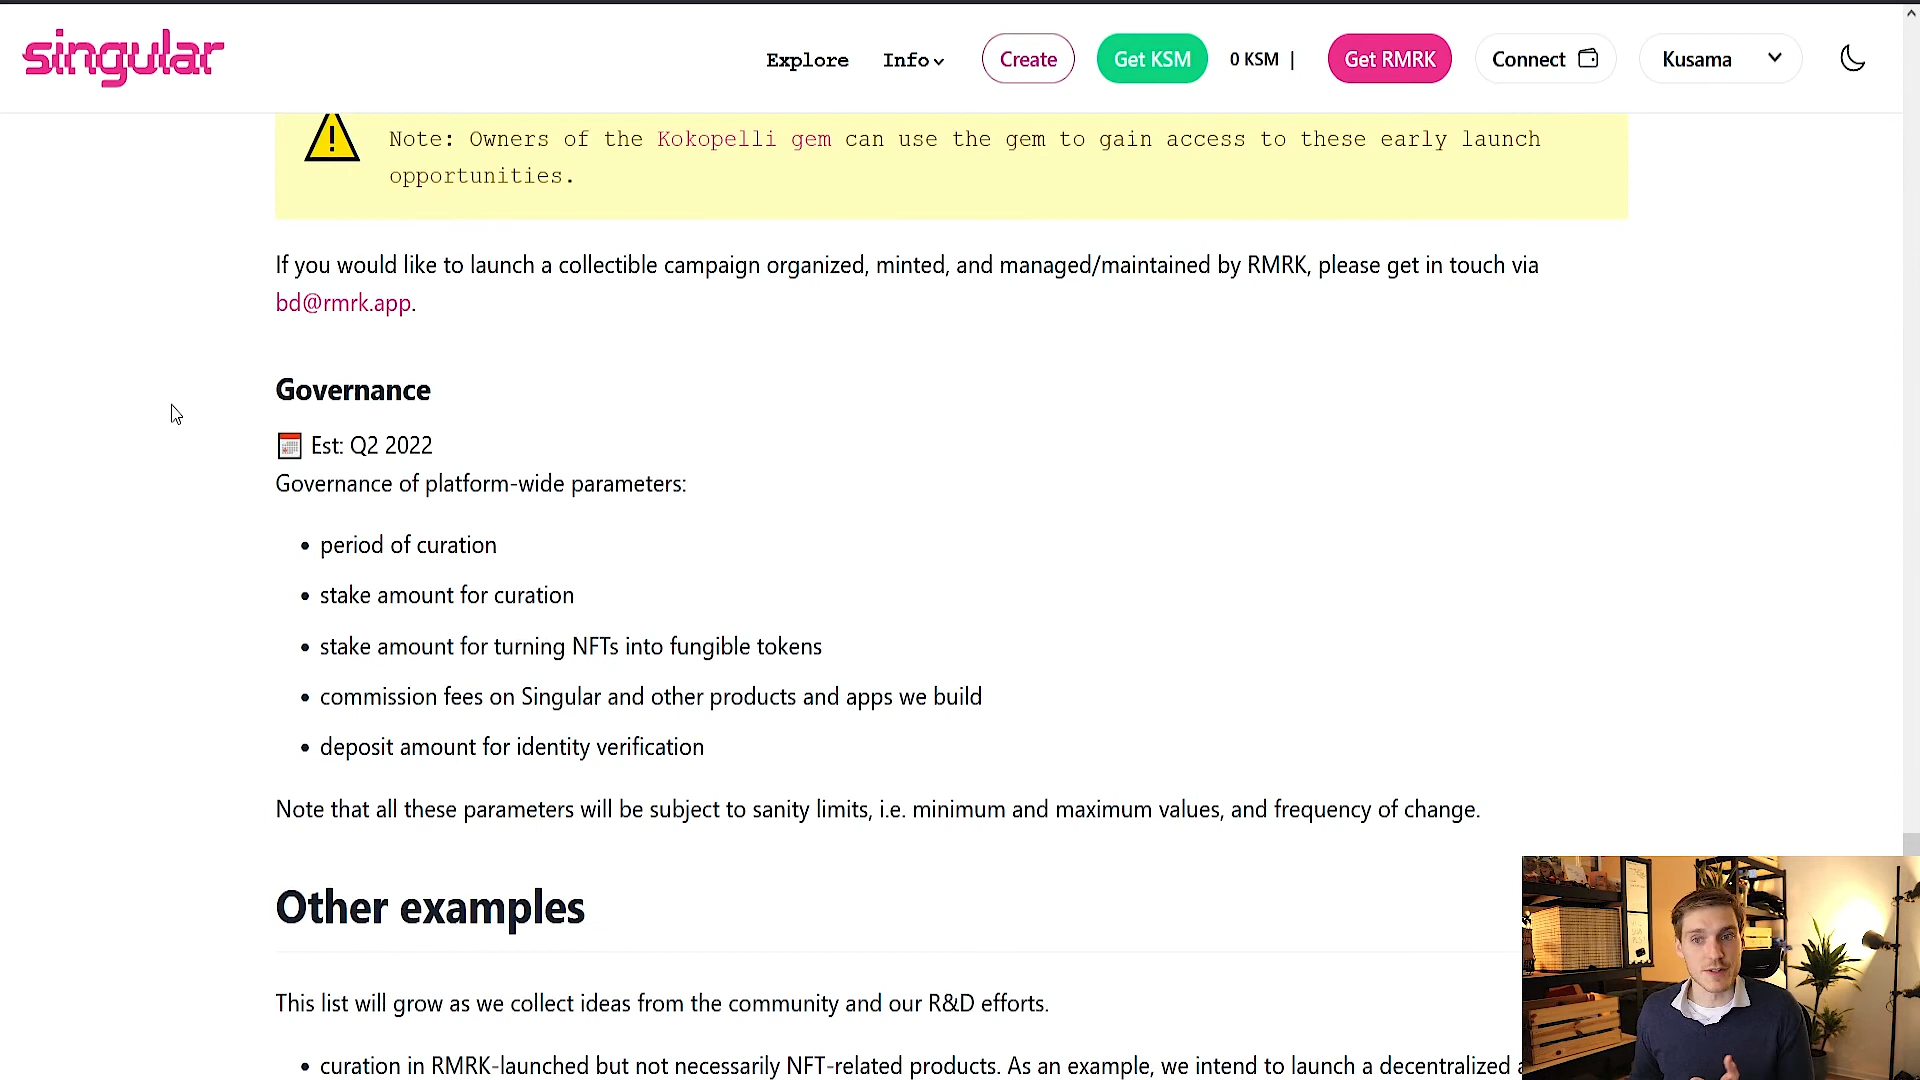 singular
Explore Info Create Get KSM 0 KSM | Get RMRK Connect Kusama
Note: Owners of the Kokopelli gem can use the gem to gain access to these early launch
opportunities.
If you would like to launch a collectible campaign organized, minted, and managed/maintained by RMRK, please get in touch via
bd@rmrk.app.
Governance
Est: Q2 2022
Governance of platform-wide parameters:
• period of curation
• stake amount for curation
• stake amount for turning NFTs into fungible tokens
• commission fees on Singular and other products and apps we build
• deposit amount for identity verification
Note that all these parameters will be subject to sanity limits, i.e. minimum and maximum values, and frequency of change.
Other examples
This list will grow as we collect ideas from the community and our R&D efforts.
• curation in RMRK-launched but not necessarily NFT-related products. As an example, we intend to launch a decentralized